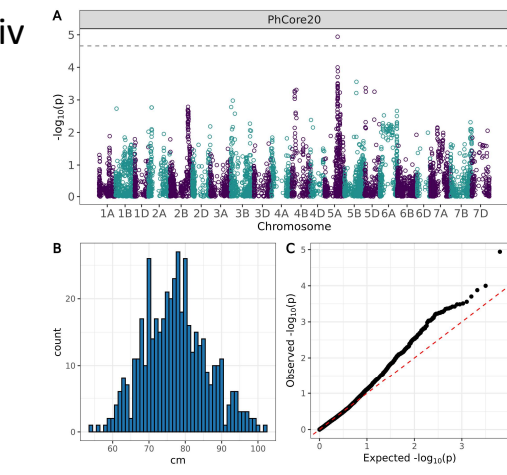 iv
A
PhCore20
5
4
3
2
1
0
-log10(p)
1A 1B 1D 2A 2B 2D 3A 3B 3D 4A 4B 4D 5A 5B 5D 6A 6B 6D 7A 7B 7D
Chromosome
B
20
10
0
count
60 70 80 90 100
cm
C
5
4
3
2
1
0
Observed -log10(p)
0 1 2 3
Expected -log10(p)